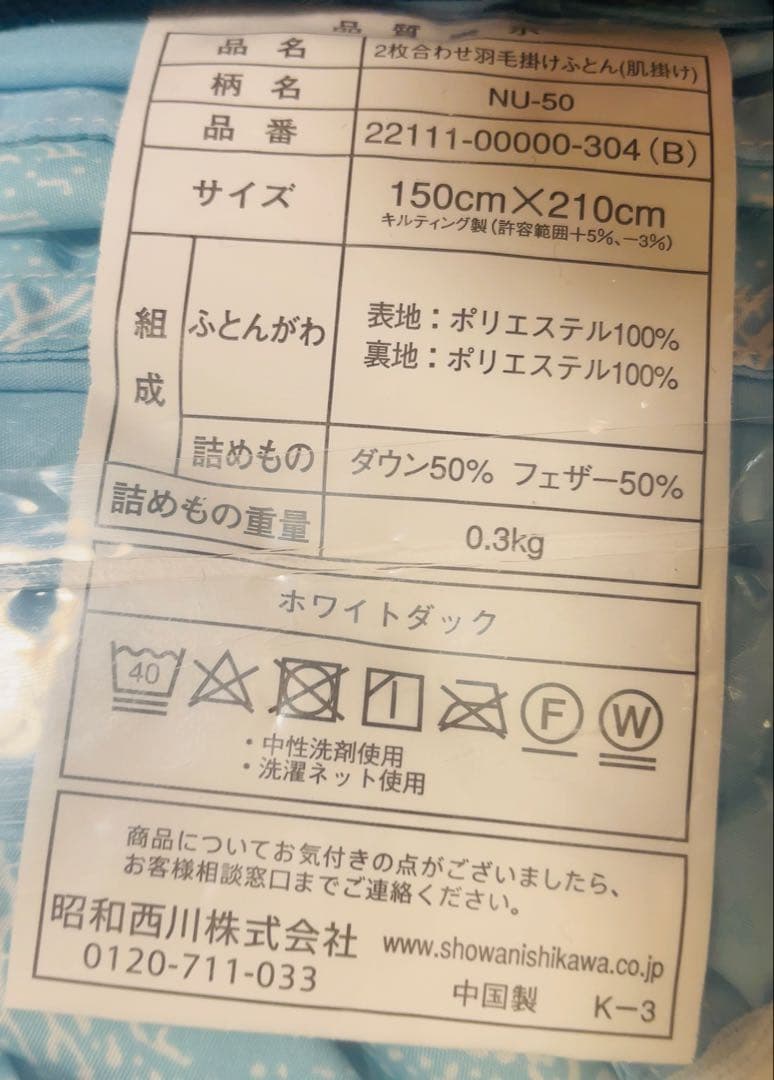 品質表示
品名 2枚合わせ羽毛掛けふとん(肌掛け)
柄名 NU-50
品番 22111-00000-304(B)
サイズ 150cm×210cm
キルティング製(許容範囲+5%、-3%)
組成 ふとんがわ 表地:ポリエステル100%
裏地:ポリエステル100%
詰めもの ダウン50% フェザー50%
詰めもの重量 0.3kg
ホワイトダック
40 F W
・中性洗剤使用
・洗濯ネット使用
商品についてお気付きの点がございましたら、
お客様相談窓口までご連絡ください。
昭和西川株式会社 www.showanishikawa.co.jp
0120-711-033
中国製 K-3